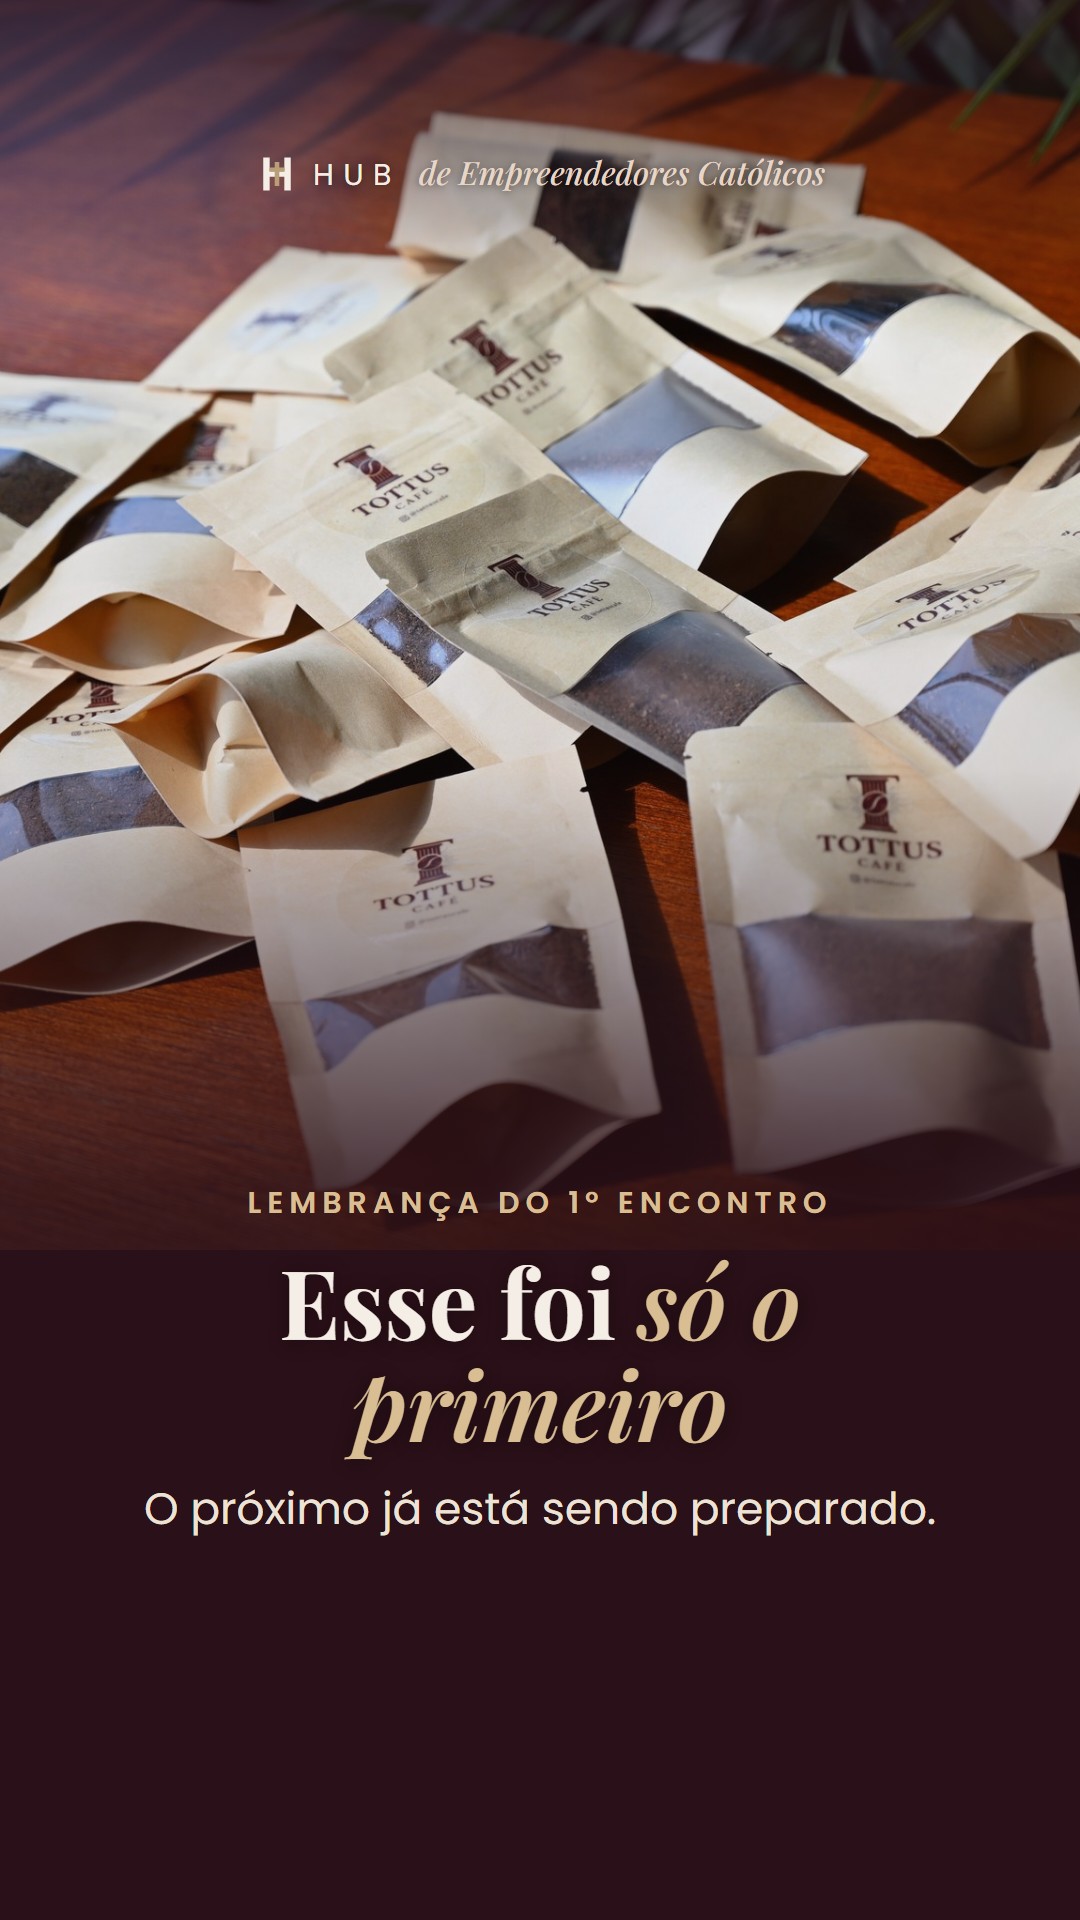 HUB de Empreendedores Católicos
TOTTUS
CAFÉ
TOTTUS
CAFÉ
TOTTUS
CAFÉ
TOTTUS
CAFÉ
TOTTUS
CAFÉ
TOTTUS
CAFÉ
LEMBRANÇA DO 1º ENCONTRO
Esse foi só o
primeiro
O próximo já está sendo preparado.